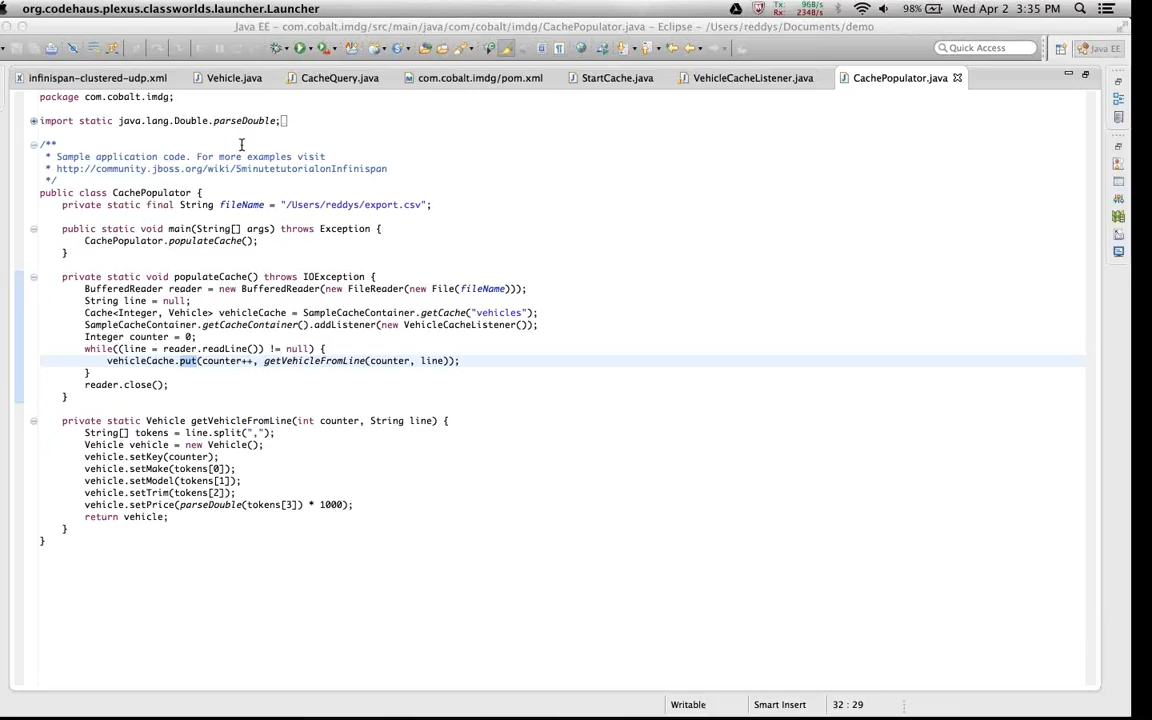 org.codehaus.plexus.classworlds.launcher.Launcher
Tx: 96B/s
Rx: 234B/s
98%
Wed Apr 2 3:35 PM
Java EE - com.cobalt.imdg/src/main/java/com/cobalt/imdg/CachePopulator.java - Eclipse - /Users/reddys/Documents/demo
Quick Access
Java EE
infinispan-clustered-udp.xml
Vehicle.java
CacheQuery.java
com.cobalt.imdg/pom.xml
StartCache.java
VehicleCacheListener.java
CachePopulator.java
package com.cobalt.imdg;
import static java.lang.Double.parseDouble;
/**
* Sample application code. For more examples visit
* http://community.jboss.org/wiki/5minutetutorialonInfinispan
*/
public class CachePopulator {
private static final String fileName = "/Users/reddys/export.csv";
public static void main(String[] args) throws Exception {
CachePopulator.populateCache();
}
private static void populateCache() throws IOException {
BufferedReader reader = new BufferedReader(new FileReader(new File(fileName)));
String line = null;
Cache<Integer, Vehicle> vehicleCache = SampleCacheContainer.getCache("vehicles");
SampleCacheContainer.getCacheContainer().addListener(new VehicleCacheListener());
Integer counter = 0;
while((line = reader.readLine()) != null) {
vehicleCache.put(counter++, getVehicleFromLine(counter, line));
}
reader.close();
}
private static Vehicle getVehicleFromLine(int counter, String line) {
String[] tokens = line.split(",");
Vehicle vehicle = new Vehicle();
vehicle.setKey(counter);
vehicle.setMake(tokens[0]);
vehicle.setModel(tokens[1]);
vehicle.setTrim(tokens[2]);
vehicle.setPrice(parseDouble(tokens[3]) * 1000);
return vehicle;
}
}
Writable
Smart Insert
32 : 29